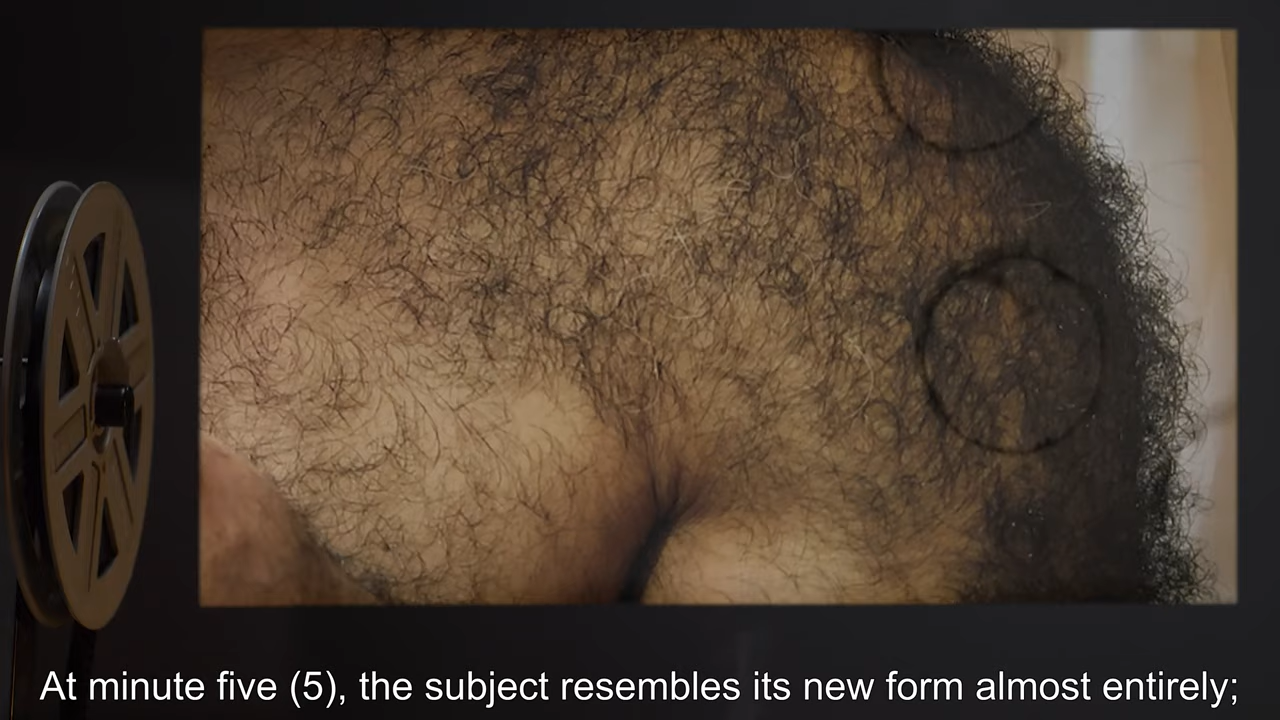 At minute five (5), the subject resembles its new form almost entirely;